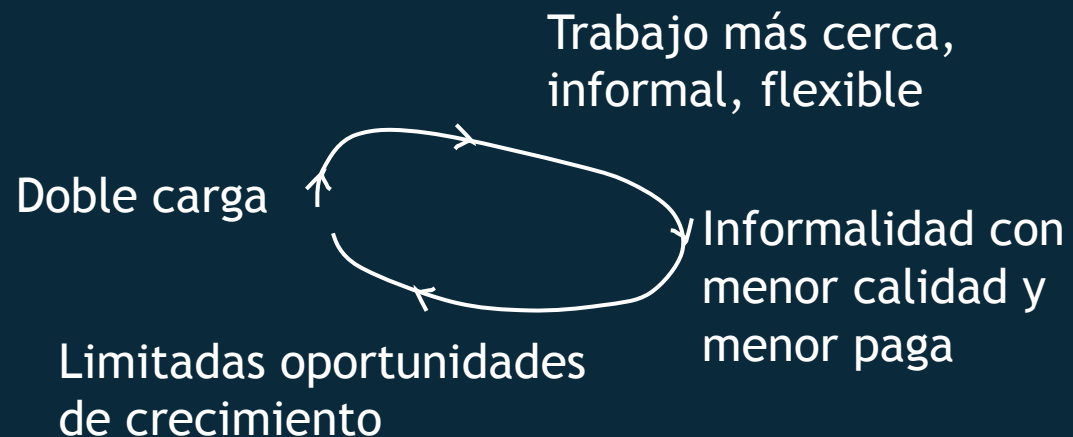 Trabajo más cerca,
informal, flexible
Doble carga
Informalidad con
menor calidad y
menor paga
Limitadas oportunidades
de crecimiento